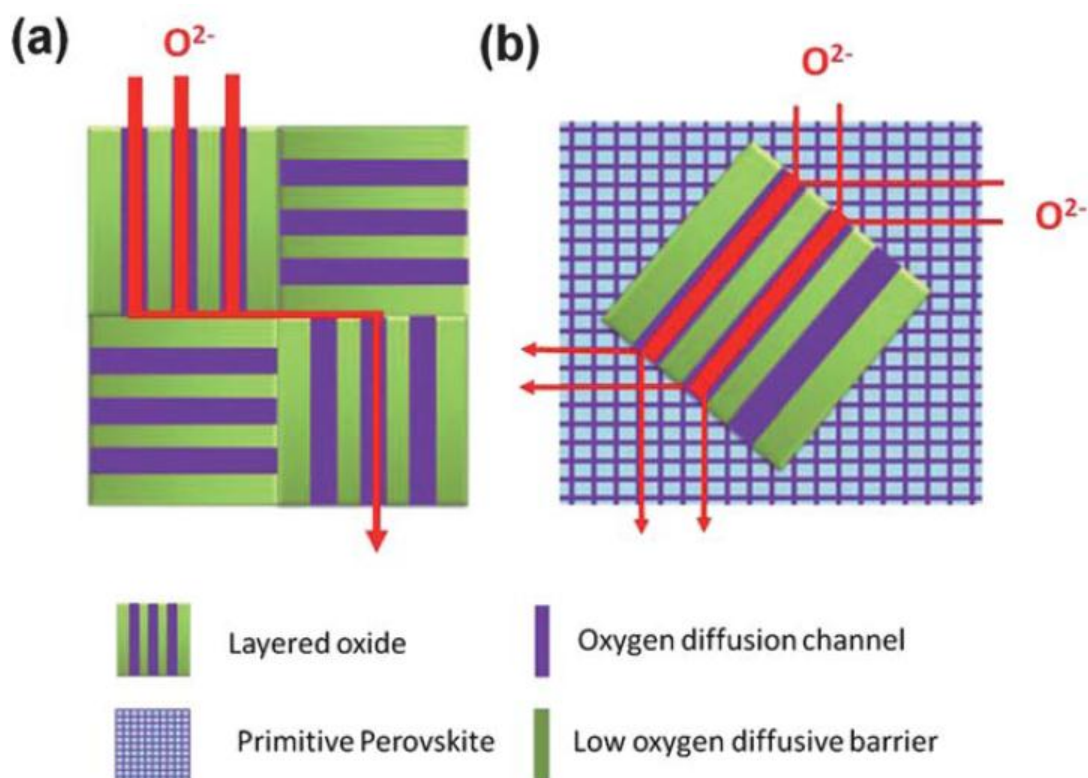 (a)
O²⁻
(b)
O²⁻
O²⁻
Layered oxide
Oxygen diffusion channel
Primitive Perovskite
Low oxygen diffusive barrier